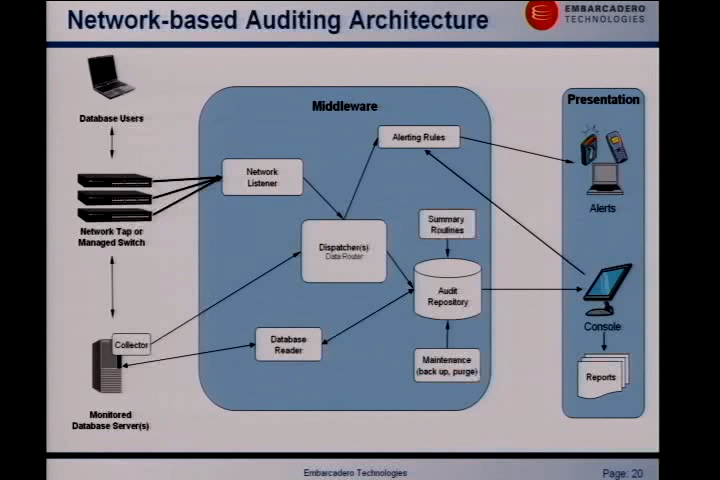 Network-based Auditing Architecture
EMBARCADERO
TECHNOLOGIES
Database Users
Network Tap or
Managed Switch
Collector
Monitored
Database Server(s)
Middleware
Network
Listener
Alerting Rules
Dispatcher(s)
Data Router
Summary
Routines
Audit
Repository
Database
Reader
Maintenance
(back up, purge)
Presentation
Alerts
Console
Reports
Embarcadero Technologies
Page: 20